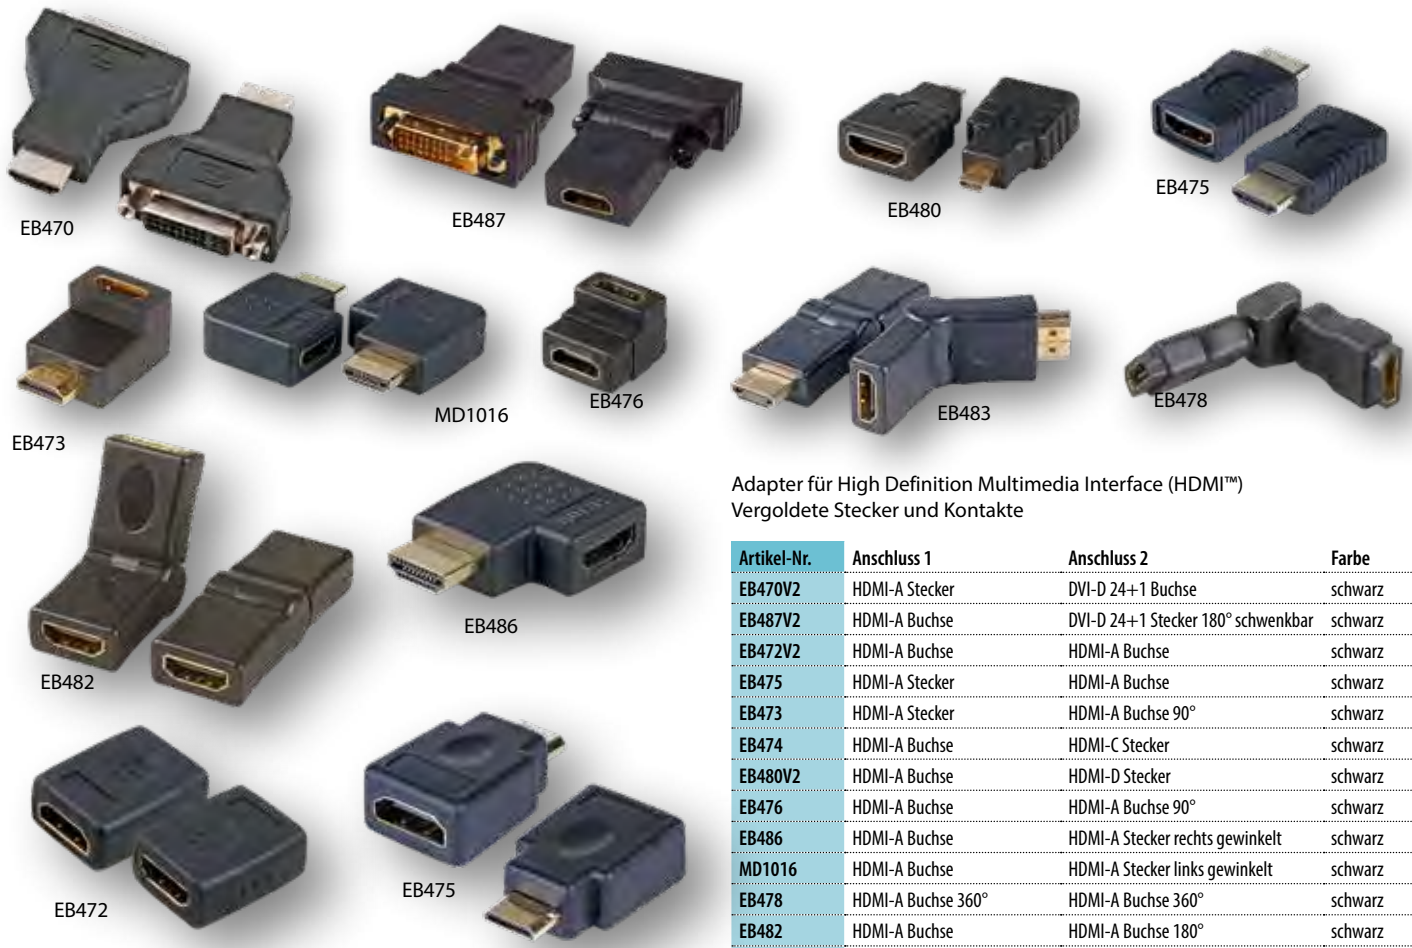 EB470
EB487
EB480
EB475
EB473
MD1016
EB476
EB483
EB478
EB482
EB486
EB472
EB475
Adapter für High Definition Multimedia Interface (HDMI™)
Vergoldete Stecker und Kontakte
Artikel-Nr. Anschluss 1 Anschluss 2 Farbe
EB470V2 HDMI-A Stecker DVI-D 24+1 Buchse schwarz
EB487V2 HDMI-A Buchse DVI-D 24+1 Stecker 180° schwenkbar schwarz
EB472V2 HDMI-A Buchse HDMI-A Buchse schwarz
EB475 HDMI-A Stecker HDMI-A Buchse schwarz
EB473 HDMI-A Stecker HDMI-A Buchse 90° schwarz
EB474 HDMI-A Buchse HDMI-C Stecker schwarz
EB480V2 HDMI-A Buchse HDMI-D Stecker schwarz
EB476 HDMI-A Buchse HDMI-A Buchse 90° schwarz
EB486 HDMI-A Buchse HDMI-A Stecker rechts gewinkelt schwarz
MD1016 HDMI-A Buchse HDMI-A Stecker links gewinkelt schwarz
EB478 HDMI-A Buchse 360° HDMI-A Buchse 360° schwarz
EB482 HDMI-A Buchse HDMI-A Buchse 180° schwarz